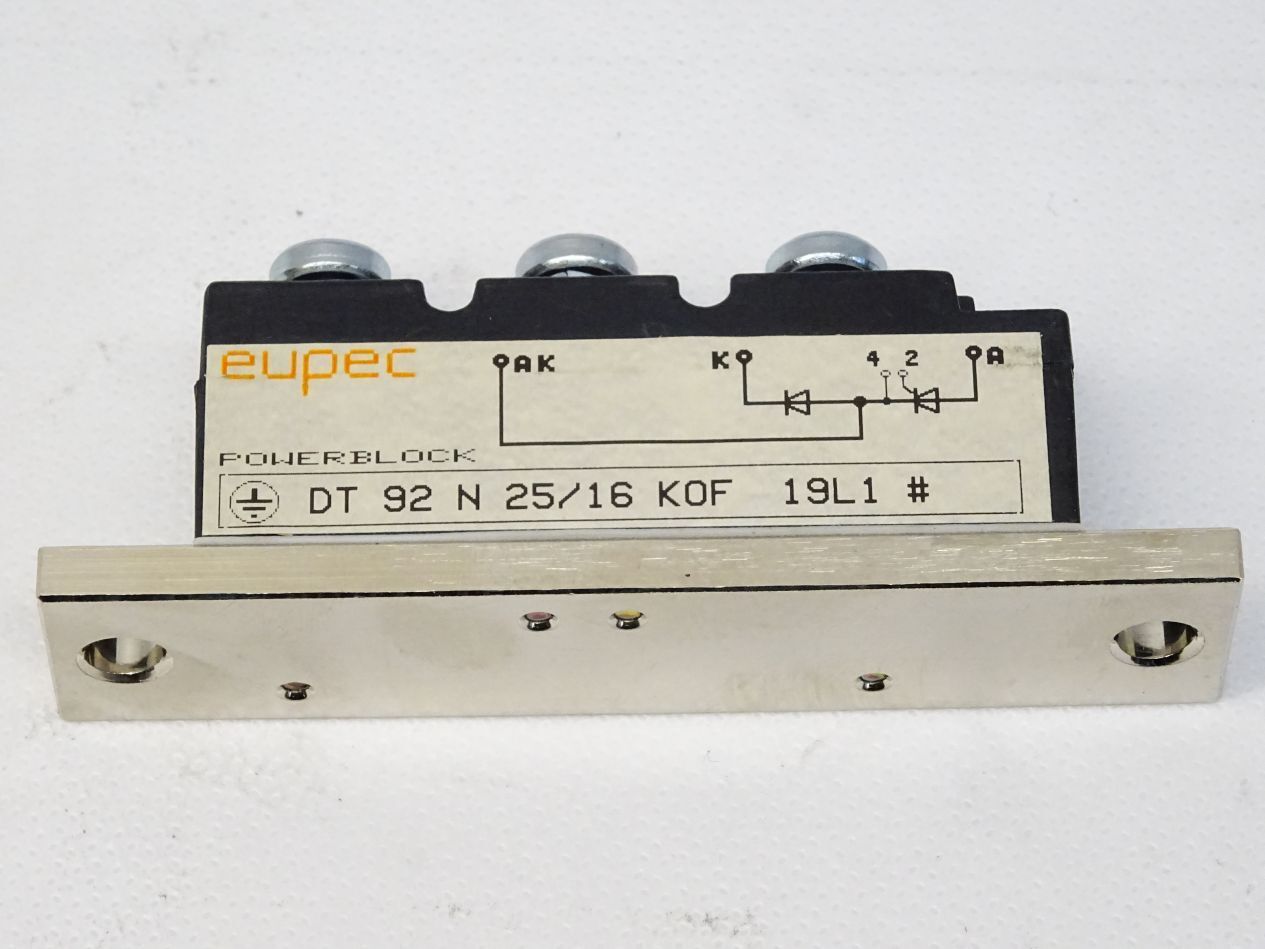 eupec
AK
K
4 2
A
POWERBLOCK
DT 92 N 25/16 KOF 19L1 #